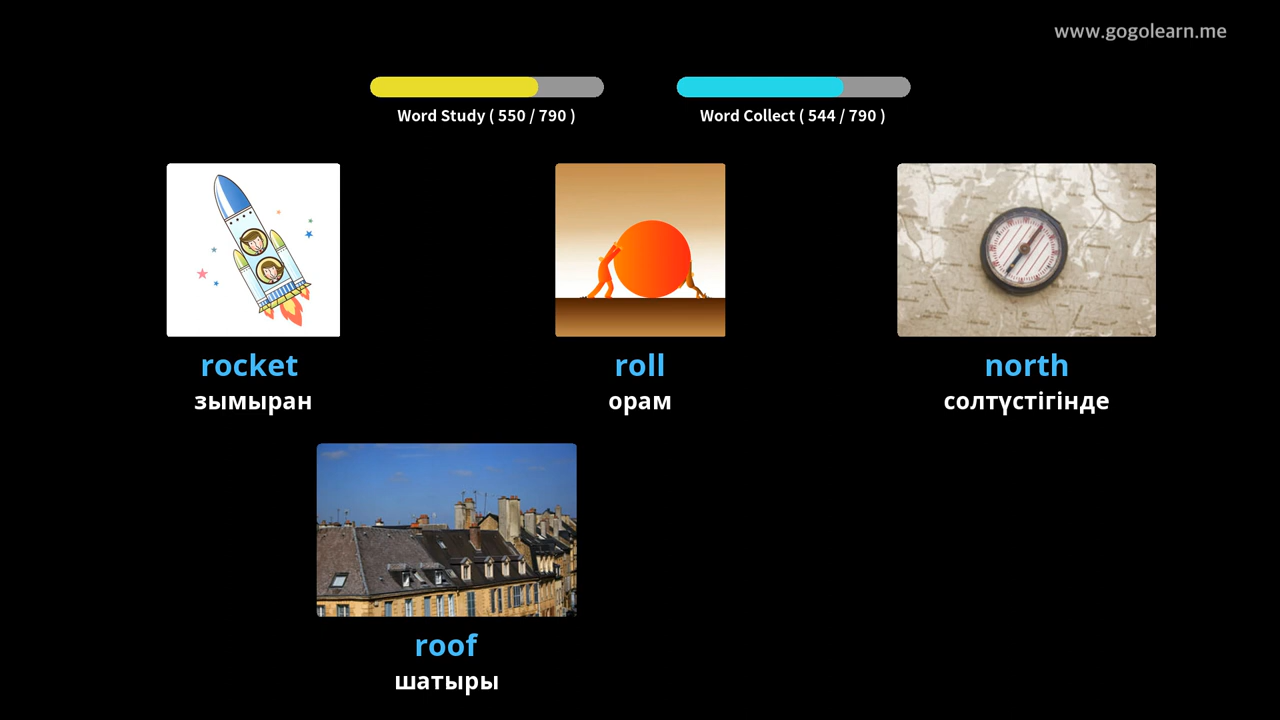 www.gogolearn.me
Word Study ( 550 / 790 )
Word Collect ( 544 / 790 )
rocket
зымыран
roll
орам
north
солтүстігінде
roof
шатыры